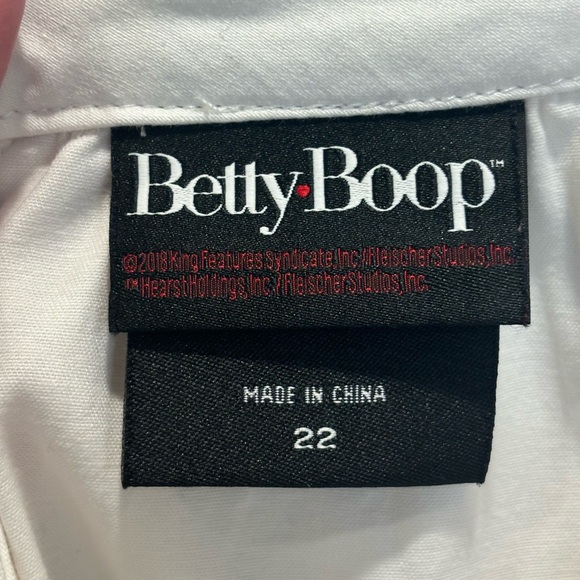 Betty•Boop™
©2018 King Features Syndicate, Inc./Fleischer Studios, Inc.
™ Hearst Holdings, Inc./Fleischer Studios, Inc.
MADE IN CHINA
22